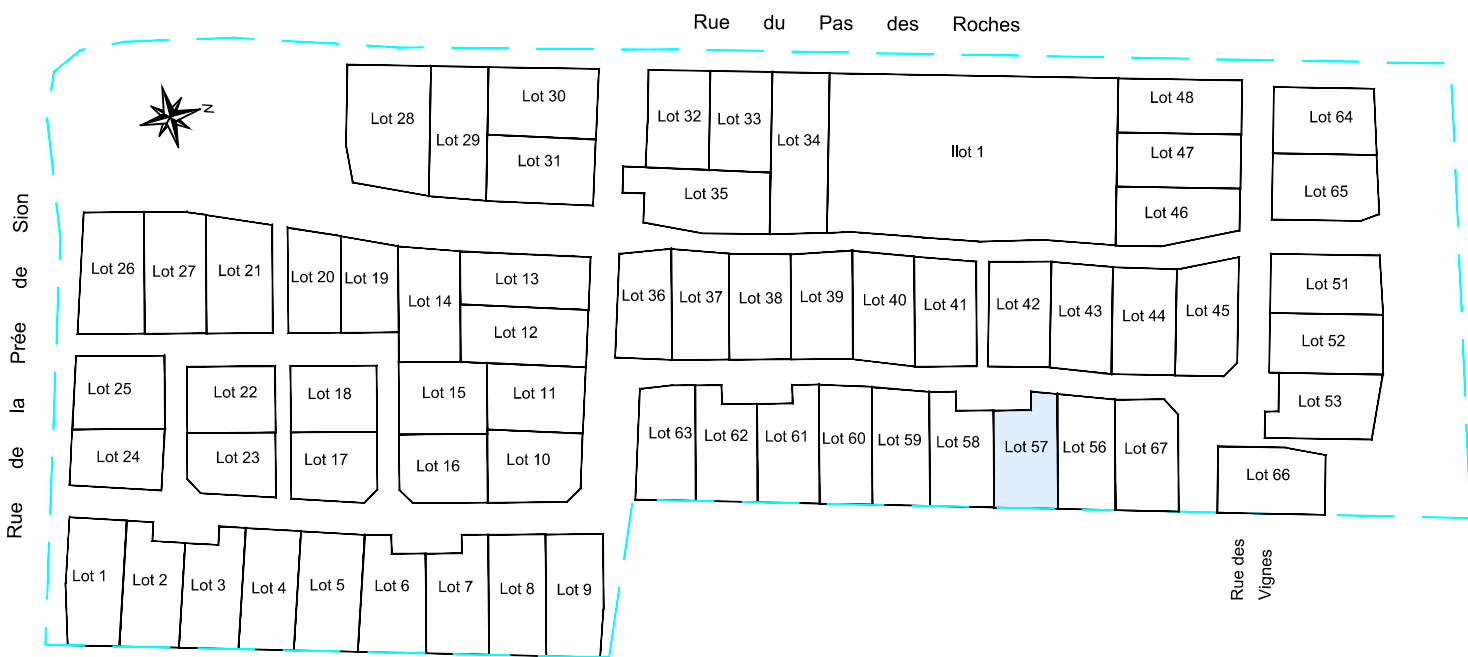 Rue du Pas des Roches
N
Rue de la Prée de Sion
Lot 28
Lot 29
Lot 30
Lot 31
Lot 32
Lot 33
Lot 34
Lot 35
Ilot 1
Lot 48
Lot 47
Lot 46
Lot 64
Lot 65
Lot 26
Lot 27
Lot 21
Lot 20
Lot 19
Lot 14
Lot 13
Lot 12
Lot 36
Lot 37
Lot 38
Lot 39
Lot 40
Lot 41
Lot 42
Lot 43
Lot 44
Lot 45
Lot 51
Lot 52
Lot 53
Lot 25
Lot 24
Lot 22
Lot 23
Lot 18
Lot 17
Lot 15
Lot 16
Lot 11
Lot 10
Lot 63
Lot 62
Lot 61
Lot 60
Lot 59
Lot 58
Lot 57
Lot 56
Lot 67
Lot 66
Lot 1
Lot 2
Lot 3
Lot 4
Lot 5
Lot 6
Lot 7
Lot 8
Lot 9
Rue des
Vignes